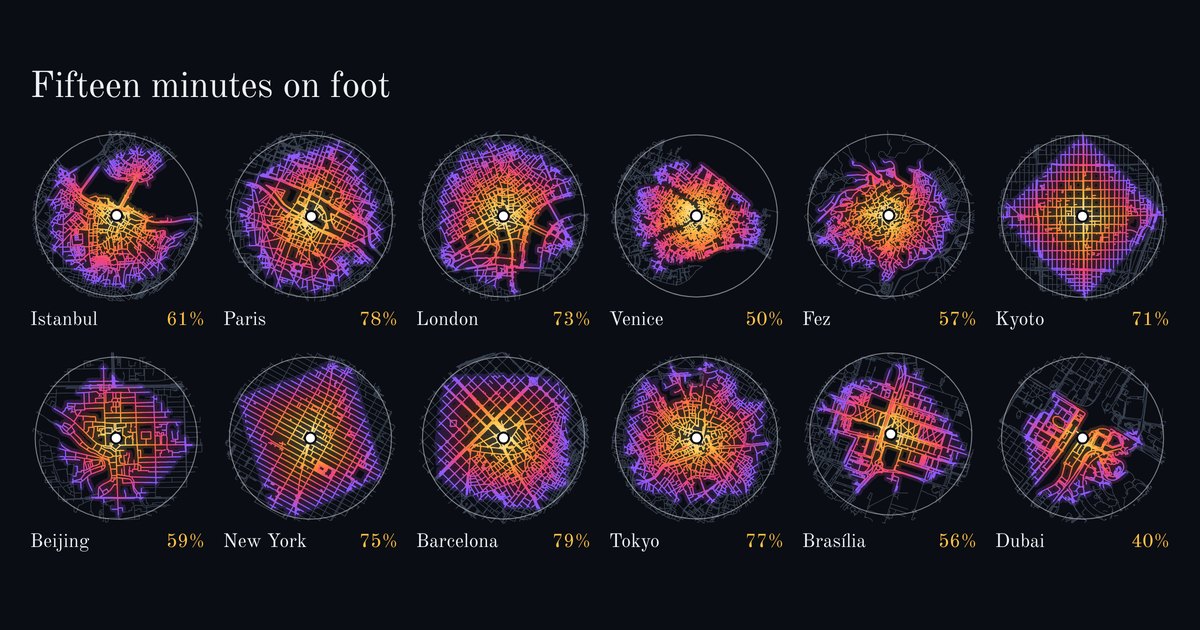 Fifteen minutes on foot
Istanbul 61% Paris 78% London 73% Venice 50% Fez 57% Kyoto 71%
Beijing 59% New York 75% Barcelona 79% Tokyo 77% Brasília 56% Dubai 40%